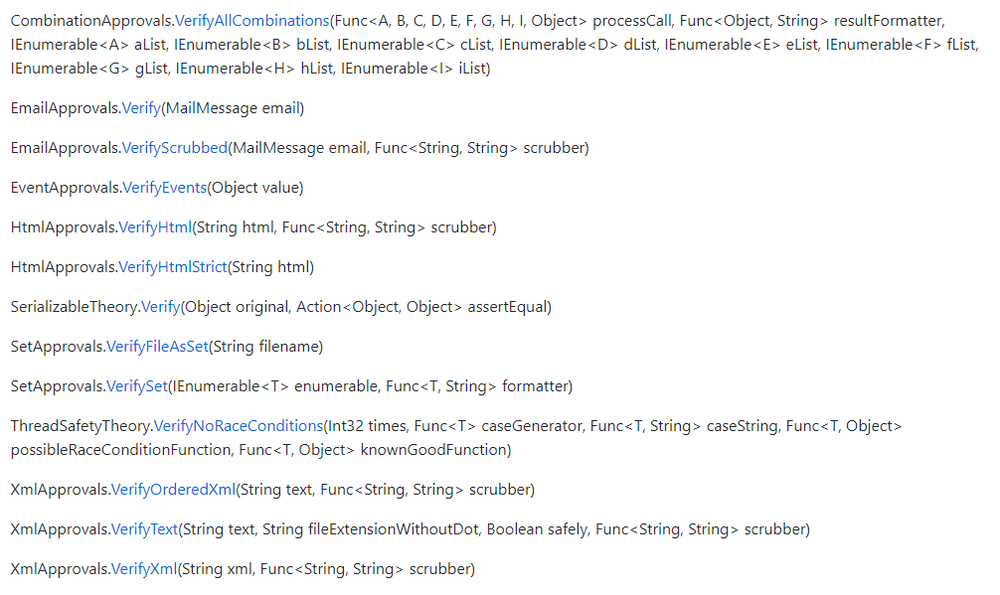 CombinationApprovals.VerifyAllCombinations(Func<A, B, C, D, E, F, G, H, I, Object> processCall, Func<Object, String> resultFormatter,
IEnumerable<A> aList, IEnumerable<B> bList, IEnumerable<C> cList, IEnumerable<D> dList, IEnumerable<E> eList, IEnumerable<F> fList,
IEnumerable<G> gList, IEnumerable<H> hList, IEnumerable<I> iList)
EmailApprovals.Verify(MailMessage email)
EmailApprovals.VerifyScrubbed(MailMessage email, Func<String, String> scrubber)
EventApprovals.VerifyEvents(Object value)
HtmlApprovals.VerifyHtml(String html, Func<String, String> scrubber)
HtmlApprovals.VerifyHtmlStrict(String html)
SerializableTheory.Verify(Object original, Action<Object, Object> assertEqual)
SetApprovals.VerifyFileAsSet(String filename)
SetApprovals.VerifySet(IEnumerable<T> enumerable, Func<T, String> formatter)
ThreadSafetyTheory.VerifyNoRaceConditions(Int32 times, Func<T> caseGenerator, Func<T, String> caseString, Func<T, Object>
possibleRaceConditionFunction, Func<T, Object> knownGoodFunction)
XmlApprovals.VerifyOrderedXml(String text, Func<String, String> scrubber)
XmlApprovals.VerifyText(String text, String fileExtensionWithoutDot, Boolean safely, Func<String, String> scrubber)
XmlApprovals.VerifyXml(String xml, Func<String, String> scrubber)